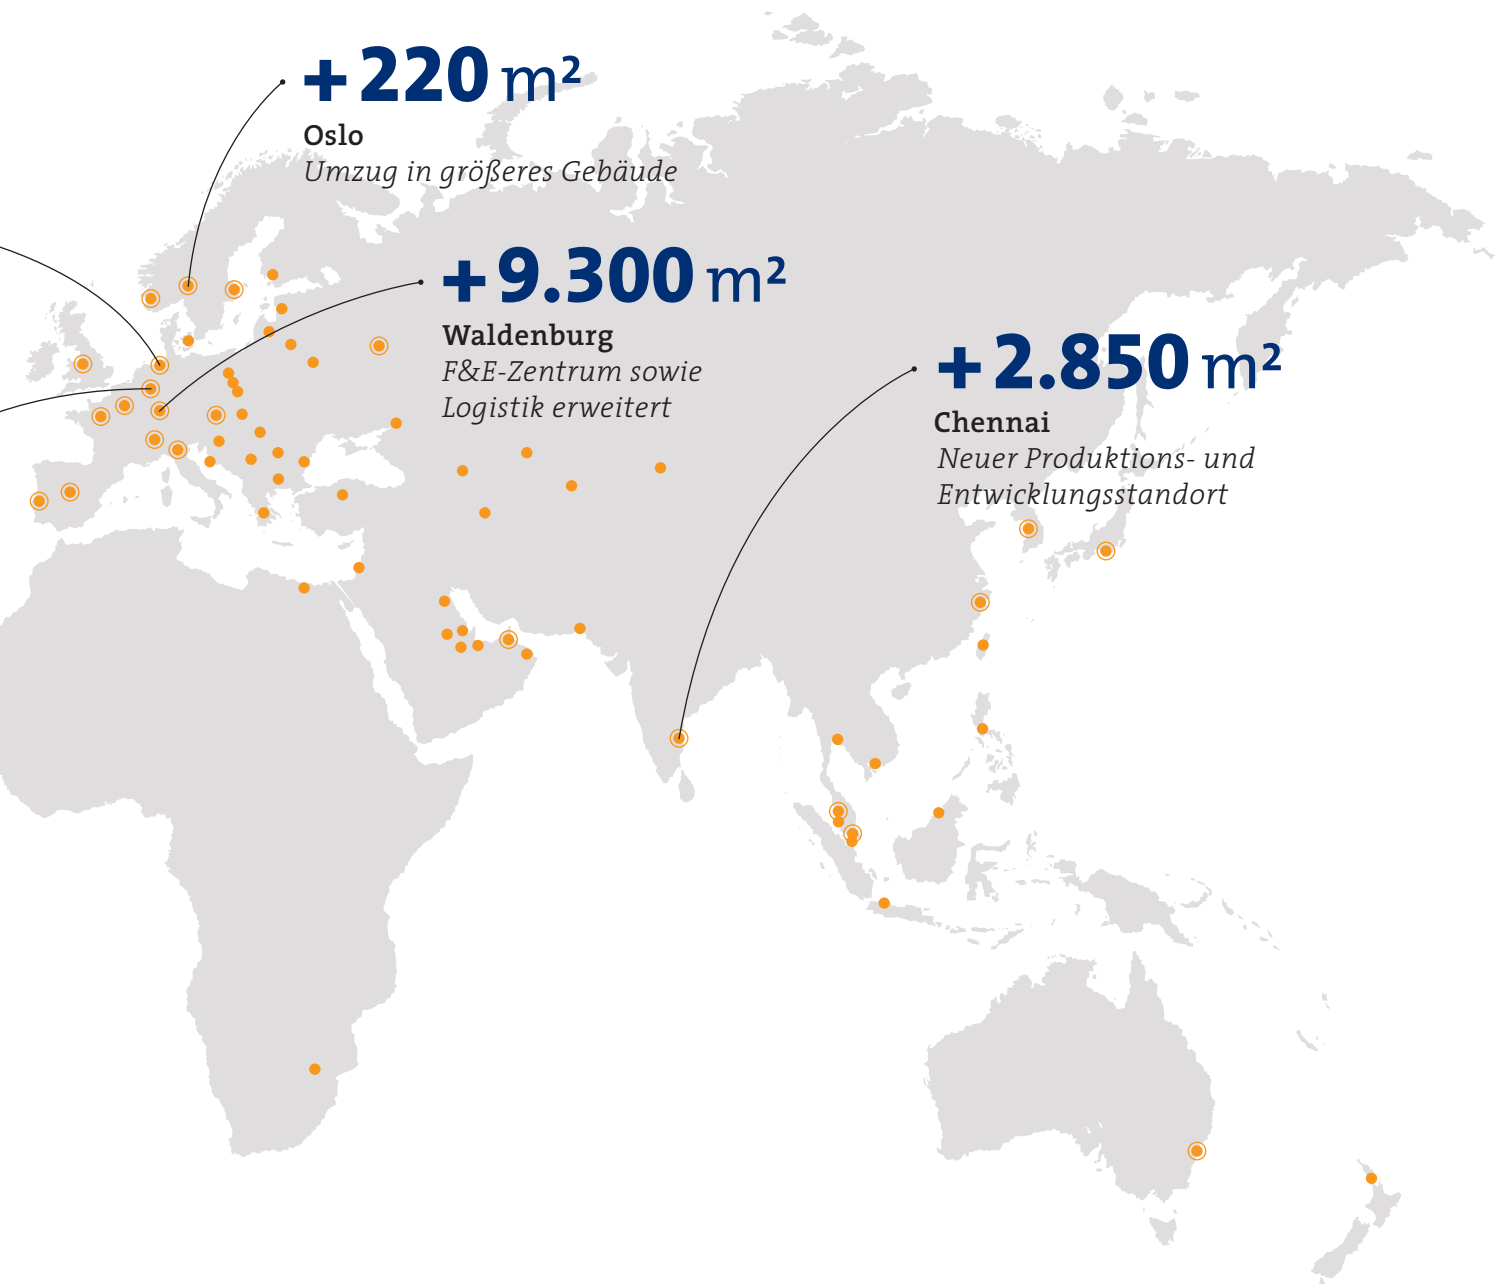 +220 m²
Oslo
Umzug in größeres Gebäude
+9.300 m²
Waldenburg
F&E-Zentrum sowie
Logistik erweitert
+2.850 m²
Chennai
Neuer Produktions- und
Entwicklungsstandort